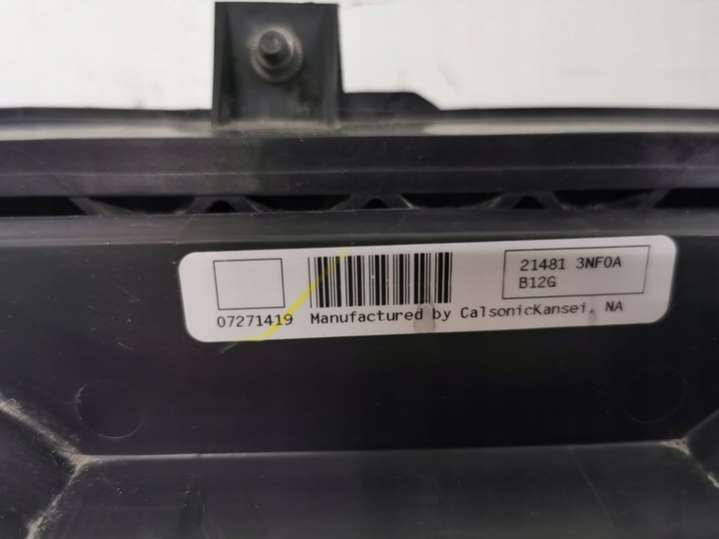 21481 3NF0A
B12G
07271419 Manufactured by CalsonicKansei, NA